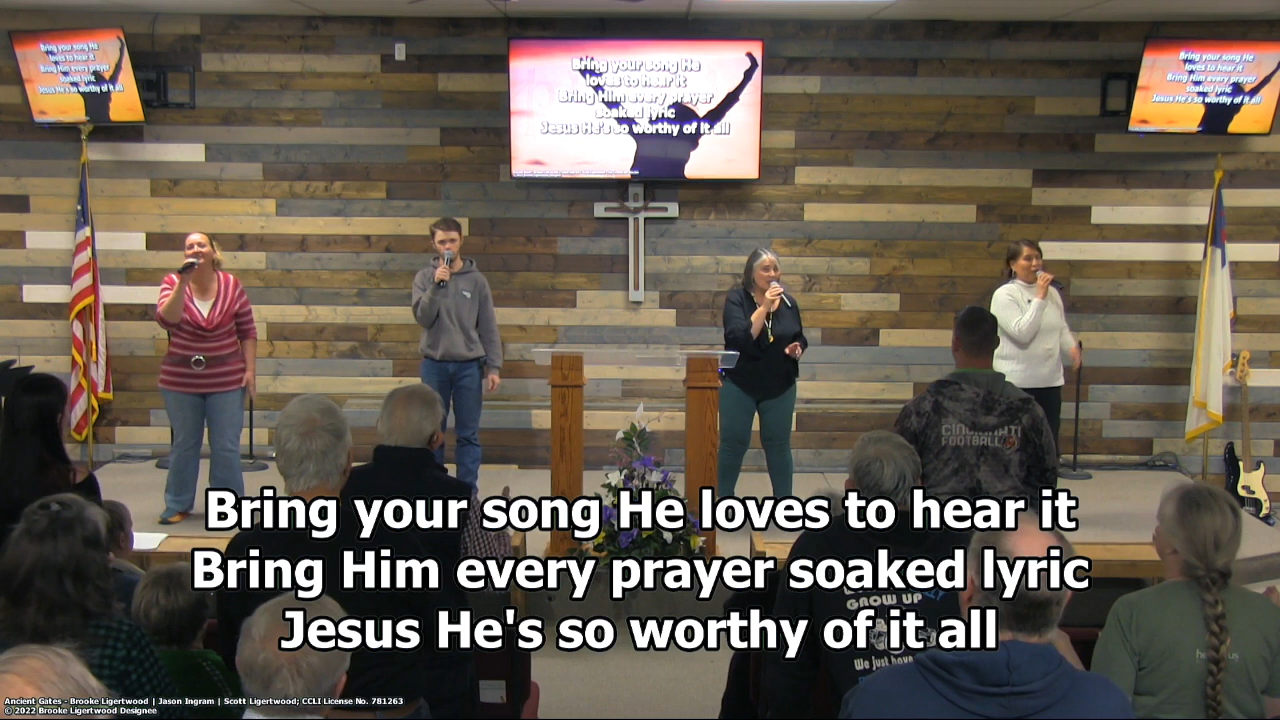 Bring your song He
loves to hear it
Bring Him every prayer
soaked lyric
Jesus He's so worthy of it all
Bring your song He
loves to hear it
Bring Him every prayer
soaked lyric
Jesus He's so worthy of it all
Bring your song He
loves to hear it
Bring Him every prayer
soaked lyric
Jesus He's so worthy of it all
CINCINNATI
FOOTBALL
Bring your song He loves to hear it
Bring Him every prayer soaked lyric
Jesus He's so worthy of it all
GROW UP
We just have
Ancient Gates - Brooke Ligertwood | Jason Ingram | Scott Ligertwood; CCLI License No. 781263
© 2022 Brooke Ligertwood Designee